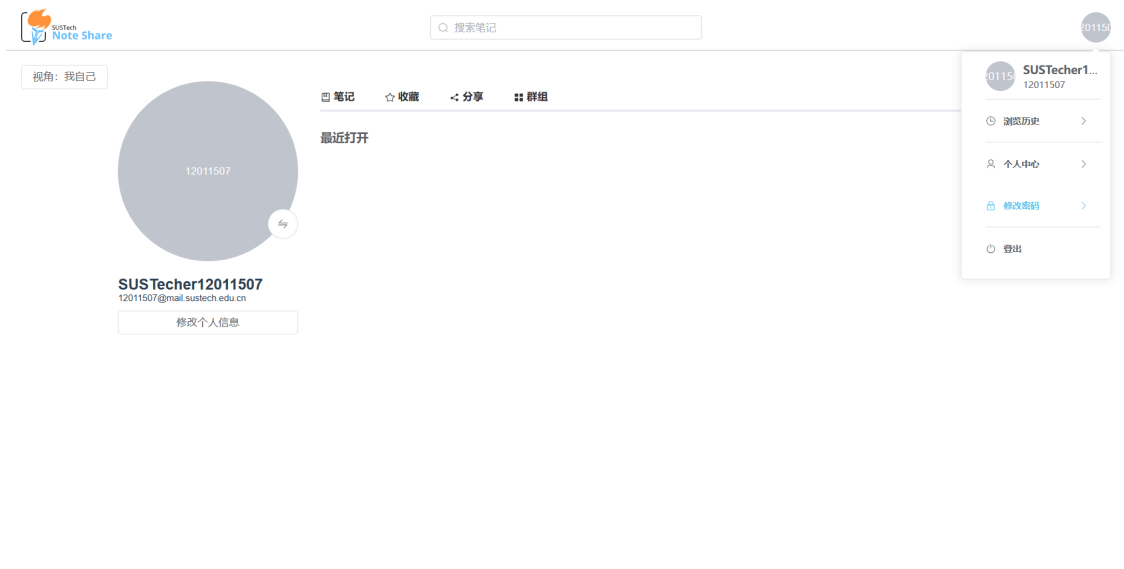 SUSTech
Note Share
搜索笔记
20115
视角：我自己
12011507
SUSTecher12011507
12011507@mail.sustech.edu.cn
修改个人信息
笔记 收藏 分享 群组
最近打开
20115
SUSTecher1...
12011507
浏览历史
个人中心
修改密码
登出